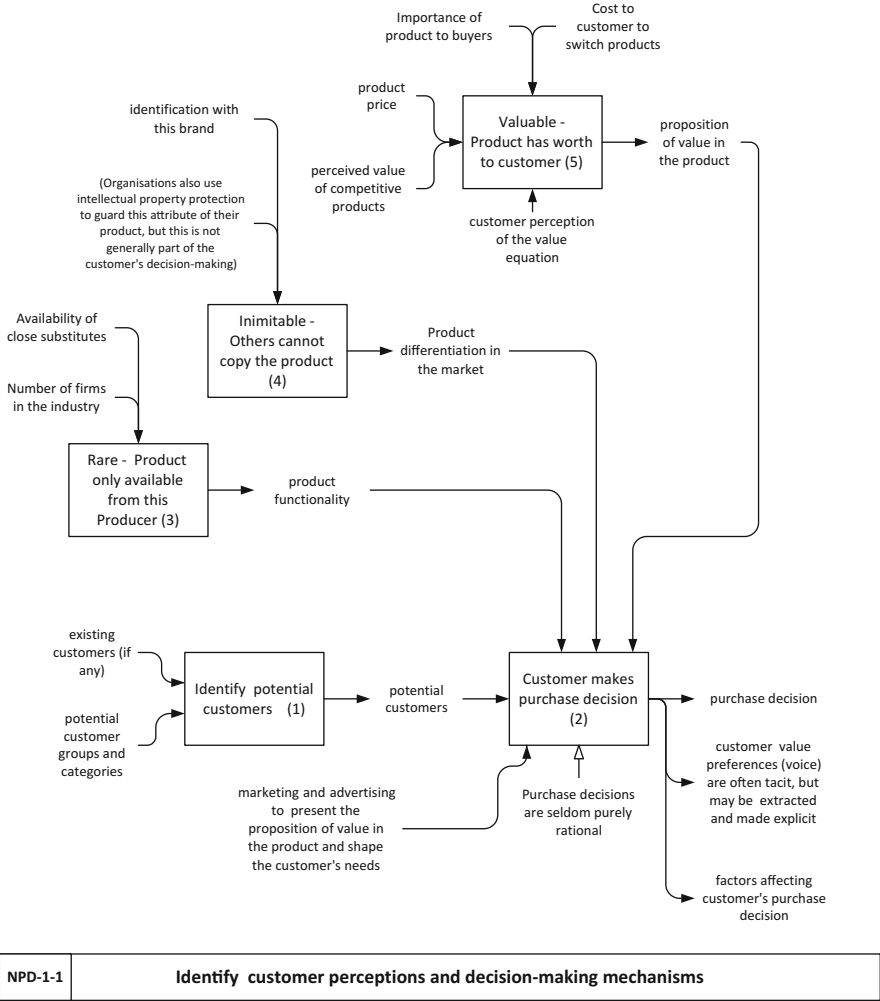 Importance of
product to buyers
Cost to
customer to
switch products
product
price
Valuable -
Product has worth
to customer (5)
proposition
of value in
the product
identification with
this brand
perceived value
of competitive
products
customer perception
of the value
equation
(Organisations also use
intellectual property protection
to guard this attribute of their
product, but this is not
generally part of the
customer's decision-making)
Inimitable -
Others cannot
copy the product
(4)
Product
differentiation in
the market
Availability of
close substitutes
Number of firms
in the industry
Rare - Product
only available
from this
Producer (3)
product
functionality
existing
customers (if
any)
potential
customer
groups and
categories
Identify potential
customers (1)
potential
customers
Customer makes
purchase decision
(2)
purchase decision
customer value
preferences (voice)
are often tacit, but
may be extracted
and made explicit
marketing and advertising
to present the
proposition of value in
the product and shape
the customer's needs
Purchase decisions
are seldom purely
rational
factors affecting
customer's purchase
decision
NPD-1-1
Identify customer perceptions and decision-making mechanisms